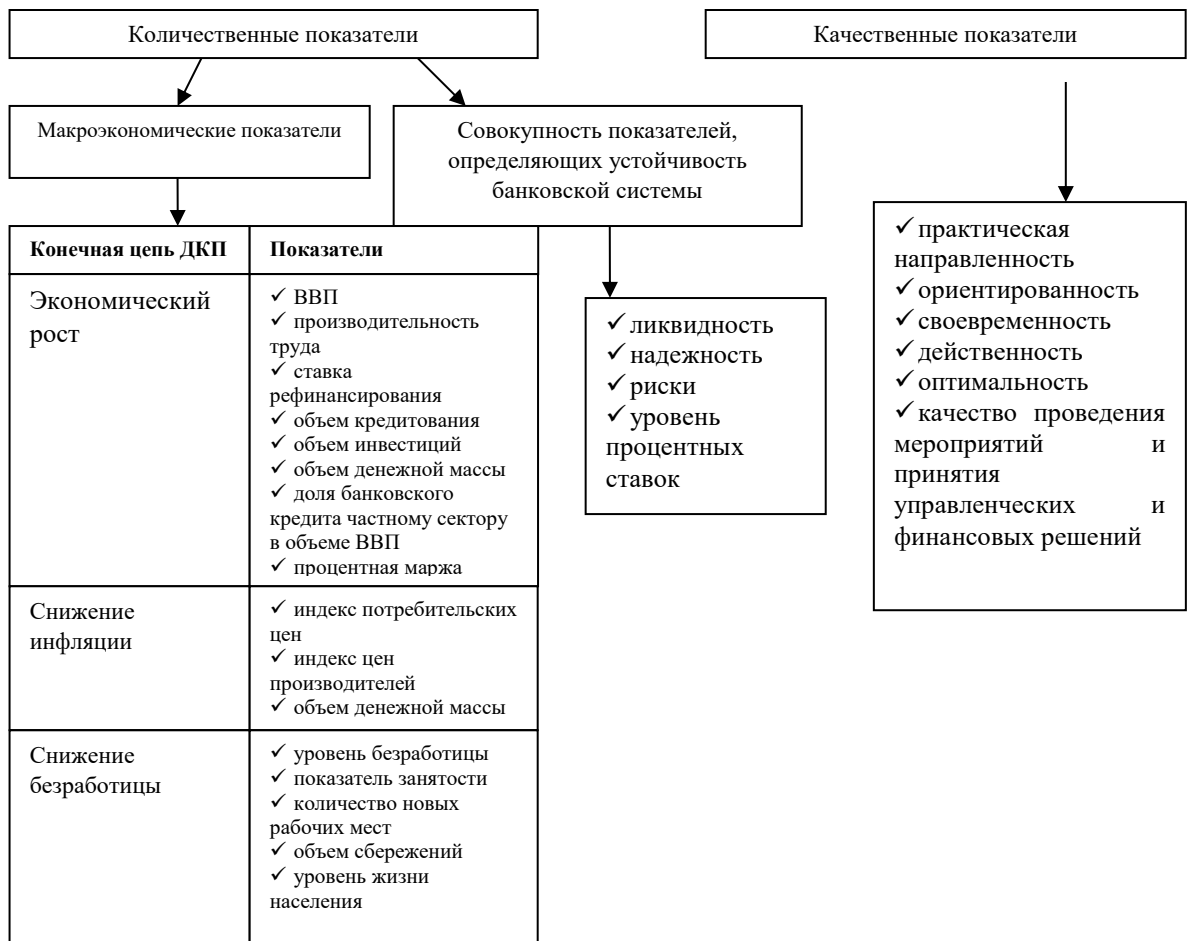 Количественные показатели
Качественные показатели
Макроэкономические показатели
Совокупность показателей,
определяющих устойчивость
банковской системы
Конечная цепь ДКП
Показатели
Экономический
рост
✓ ВВП
✓ производительность
труда
✓ ставка
рефинансирования
✓ объем кредитования
✓ объем инвестиций
✓ объем денежной массы
✓ доля банковского
кредита частному сектору
в объеме ВВП
✓ процентная маржа
Снижение
инфляции
✓ индекс потребительских
цен
✓ индекс цен
производителей
✓ объем денежной массы
Снижение
безработицы
✓ уровень безработицы
✓ показатель занятости
✓ количество новых
рабочих мест
✓ объем сбережений
✓ уровень жизни
населения
✓ ликвидность
✓ надежность
✓ риски
✓ уровень
процентных
ставок
✓ практическая
направленность
✓ ориентированность
✓ своевременность
✓ действенность
✓ оптимальность
✓ качество проведения
мероприятий и
принятия
управленческих и
финансовых решений